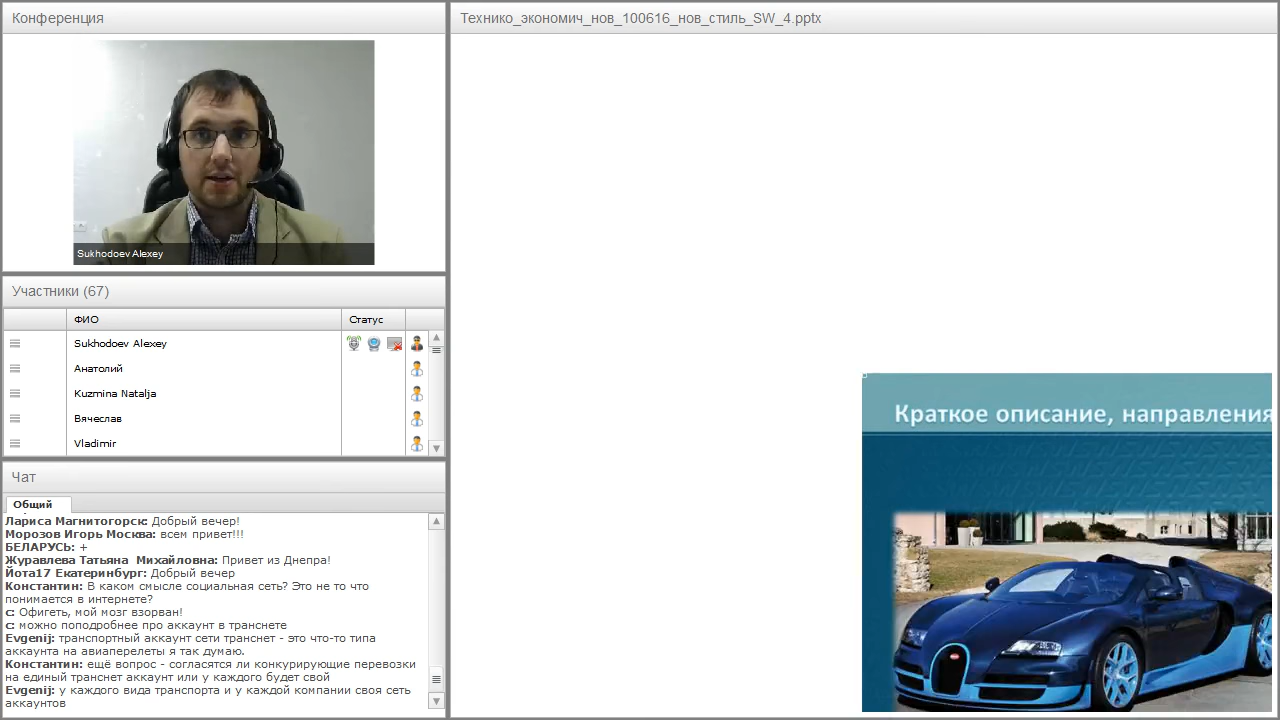 Конференция
Sukhodoev Alexey
Участники (67)
ФИО Статус
Sukhodoev Alexey
Анатолий
Kuzmina Natalja
Вячеслав
Vladimir
Чат
Общий
Лариса Магнитогорск: Добрый вечер!
Морозов Игорь Москва: всем привет!!!
БЕЛАРУСЬ: +
Журавлева Татьяна Михайловна: Привет из Днепра!
Йота17 Екатеринбург: Добрый вечер
Константин: В каком смысле социальная сеть? Это не то что
понимается в интернете?
с: Офигеть, мой мозг взорван!
с: можно поподробнее про аккаунт в транснете
Evgenij: транспортный аккаунт сети транснет - это что-то типа
аккаунта на авиаперелеты я так думаю.
Константин: ещё вопрос - согласятся ли конкурирующие перевозки
на единый транснет аккаунт или у каждого будет свой
Evgenij: у каждого вида транспорта и у каждой компании своя сеть
аккаунтов
Технико_экономич_нов_100616_нов_стиль_SW_4.pptx
Краткое описание, направления